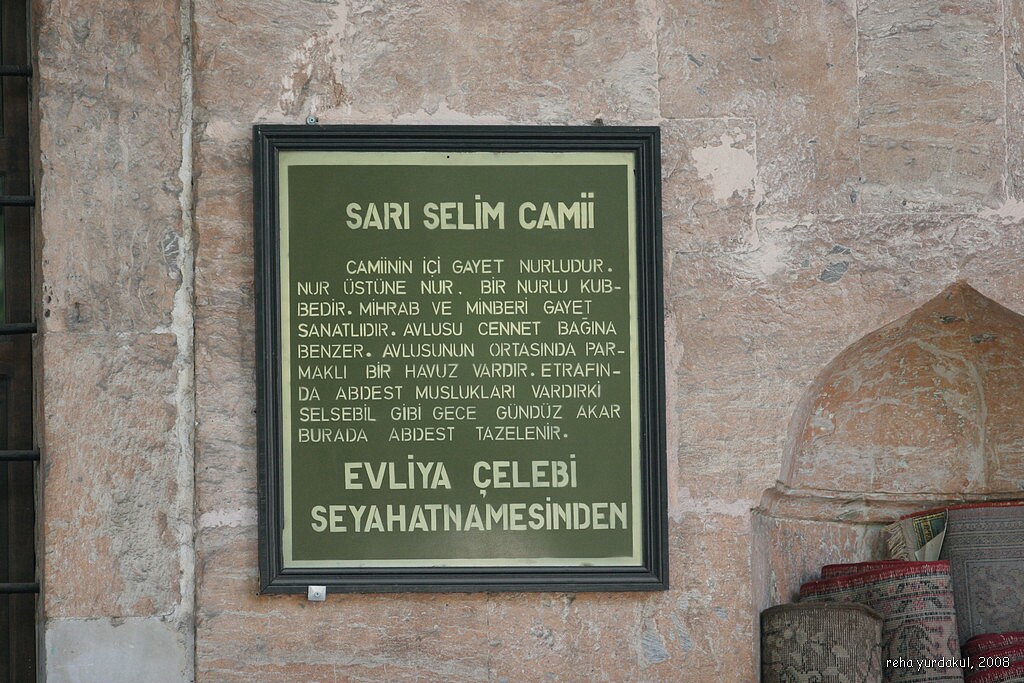 SARI SELİM CAMİİ
CAMİİNİN İÇİ GAYET NURLUDUR.
NUR ÜSTÜNE NUR. BİR NURLU KUB-
BEDİR. MİHRAB VE MİNBERİ GAYET
SANATLIDIR. AVLUSU CENNET BAĞINA
BENZER. AVLUSUNUN ORTASINDA PAR-
MAKLI BİR HAVUZ VARDIR. ETRAFIN-
DA ABDEST MUSLUKLARI VARDIRKİ
SELSEBİL GİBİ GECE GÜNDÜZ AKAR
BURADA ABDEST TAZELENİR.
EVLİYA ÇELEBİ
SEYAHATNAMESİNDEN
reha yurdakul, 2008